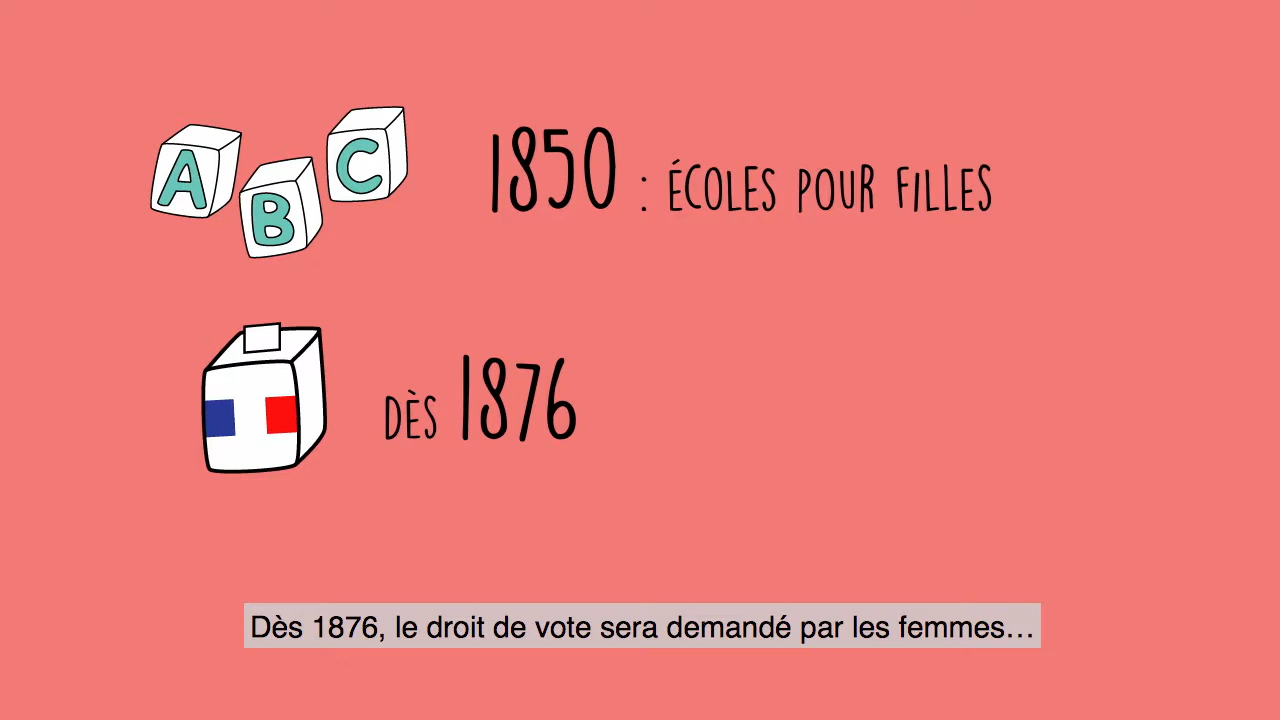 A B C
1850 : ÉCOLES POUR FILLES
DÈS 1876
Dès 1876, le droit de vote sera demandé par les femmes…